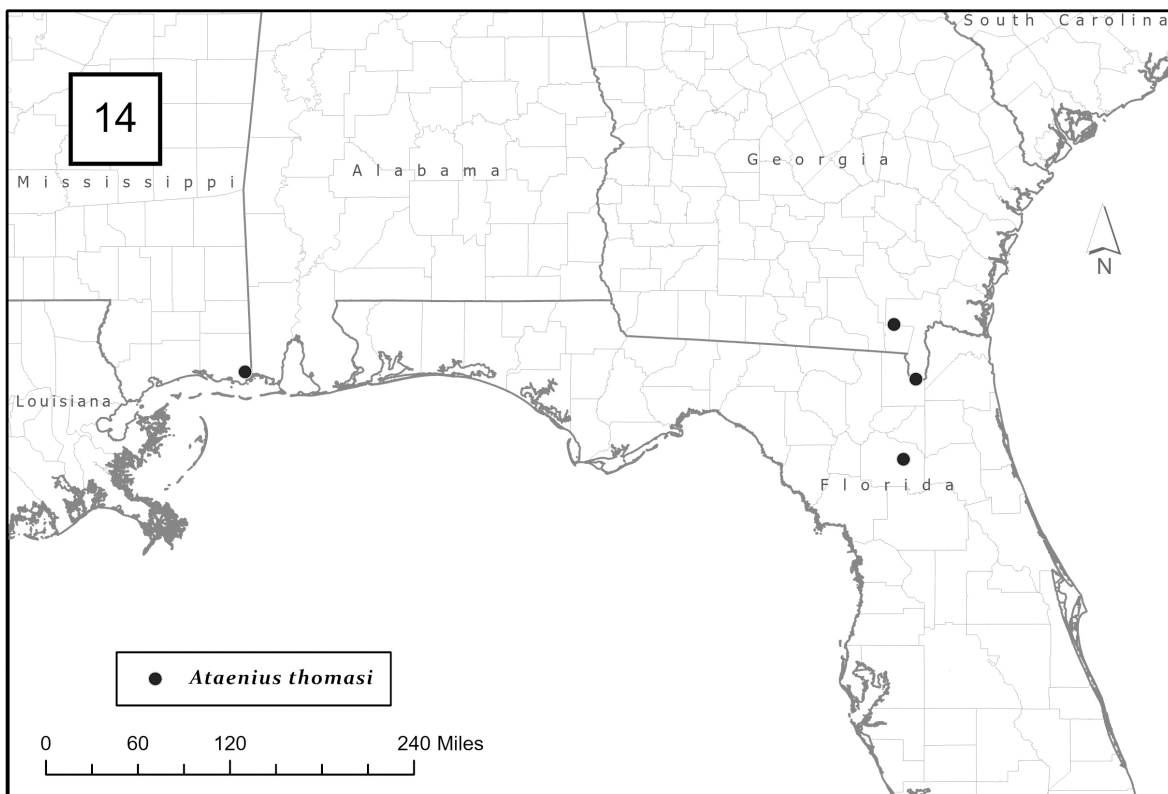 South Carolina
14
Georgia
Alabama
Mississippi
N
Louisiana
Florida
Ataenius thomasi
0 60 120 240 Miles